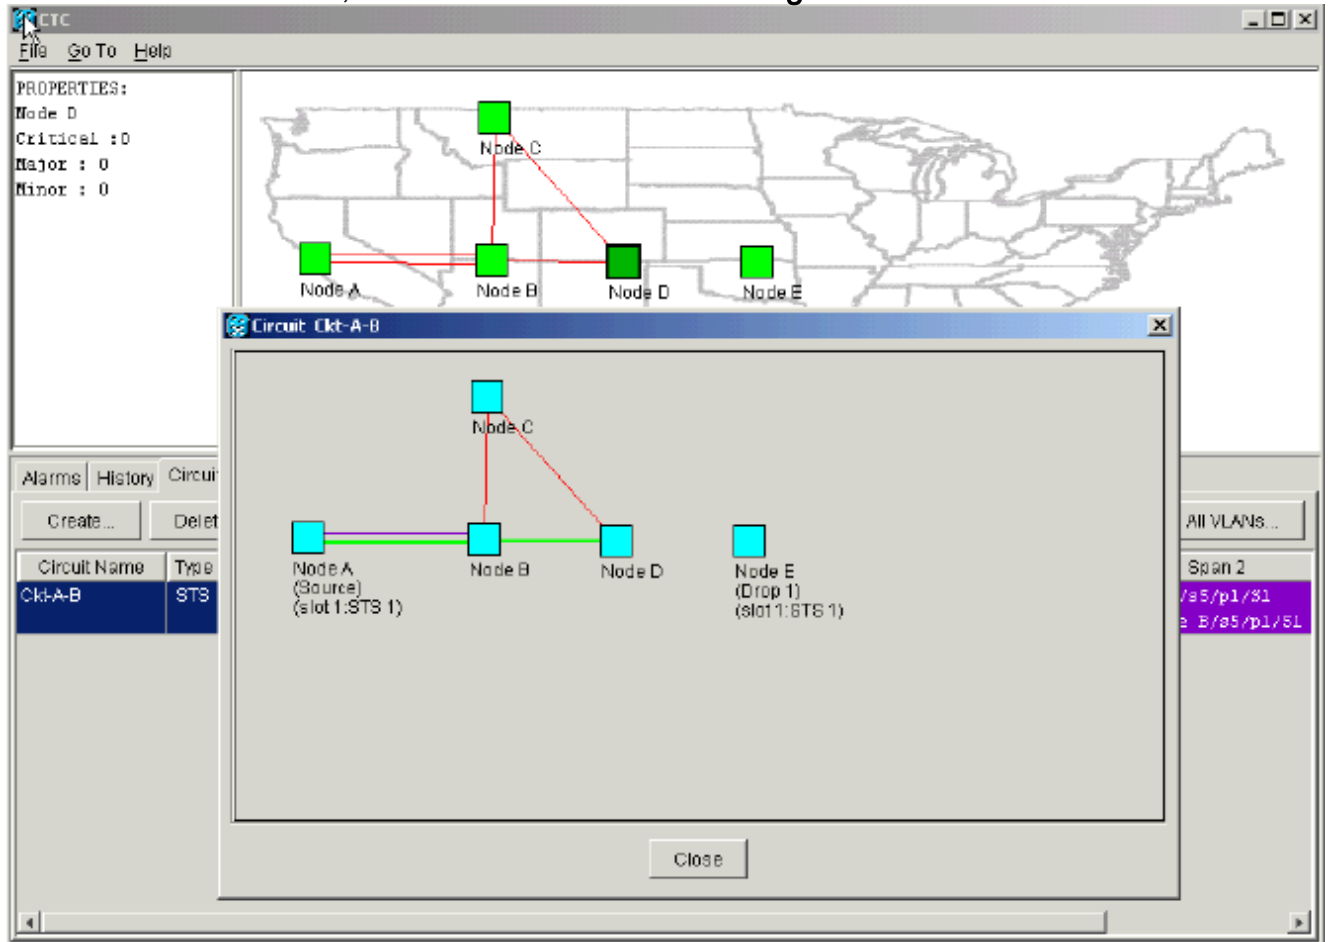 CTC
File Go To Help
PROPERTIES:
Node D
Critical :0
Major : 0
Minor : 0
Node C
Node A
Node B
Node D
Node E
Circuit Ckt-A-B
Node C
Node A
(Source)
(slot 1:STS 1)
Node B
Node D
Node E
(Drop 1)
(slot 1:STS 1)
Close
Alarms History Circui
Create... Delet All VLANs...
Circuit Name Type Span 2
Ckt-A-B STS /s5/p1/S1
e B/s5/p1/S1